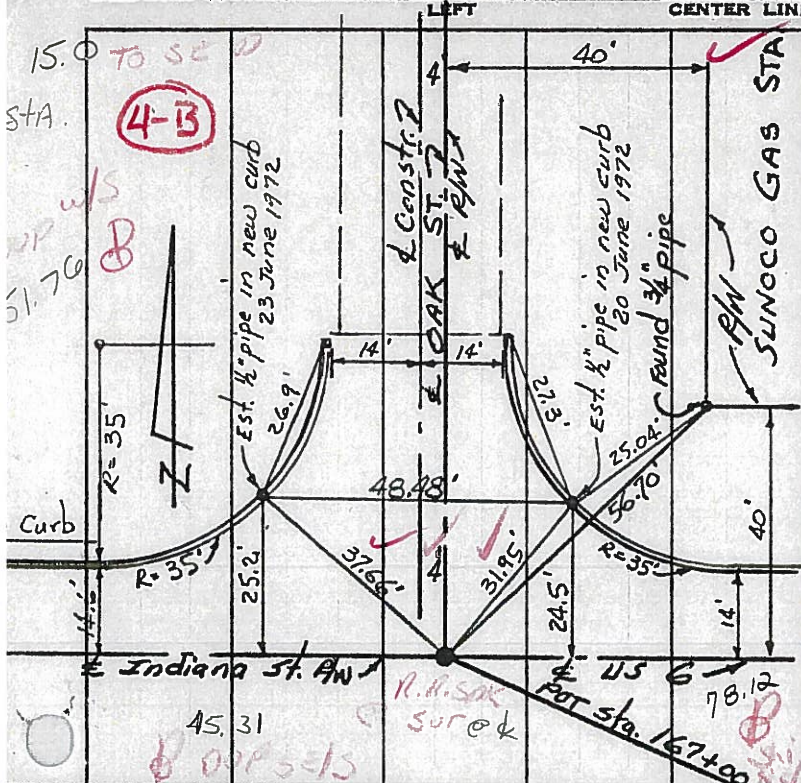 LEFT
CENTER LIN
15.0
TO SE
40'
STA.
4-B
4
℄ Constr.
OAK ST.
℄ R/W
Est. ½" pipe in new curb
23 June 1972
Est. ½" pipe in new curb
20 June 1972
Found ¾" pipe
R/W
SUNOCO GAS STA
w/s
B
51.76
14'
14'
℄
N
R=35'
26.9'
27.3'
25.04'
56.70'
48.48'
Curb
R=35'
25.2'
37.66'
4
31.95'
24.5'
R=35'
40'
14'
℄ Indiana St. R/W
℄ US 6
R.R. SPK
sur @ ℄
POT Sta. 167+00
78.12
B
45.31
B